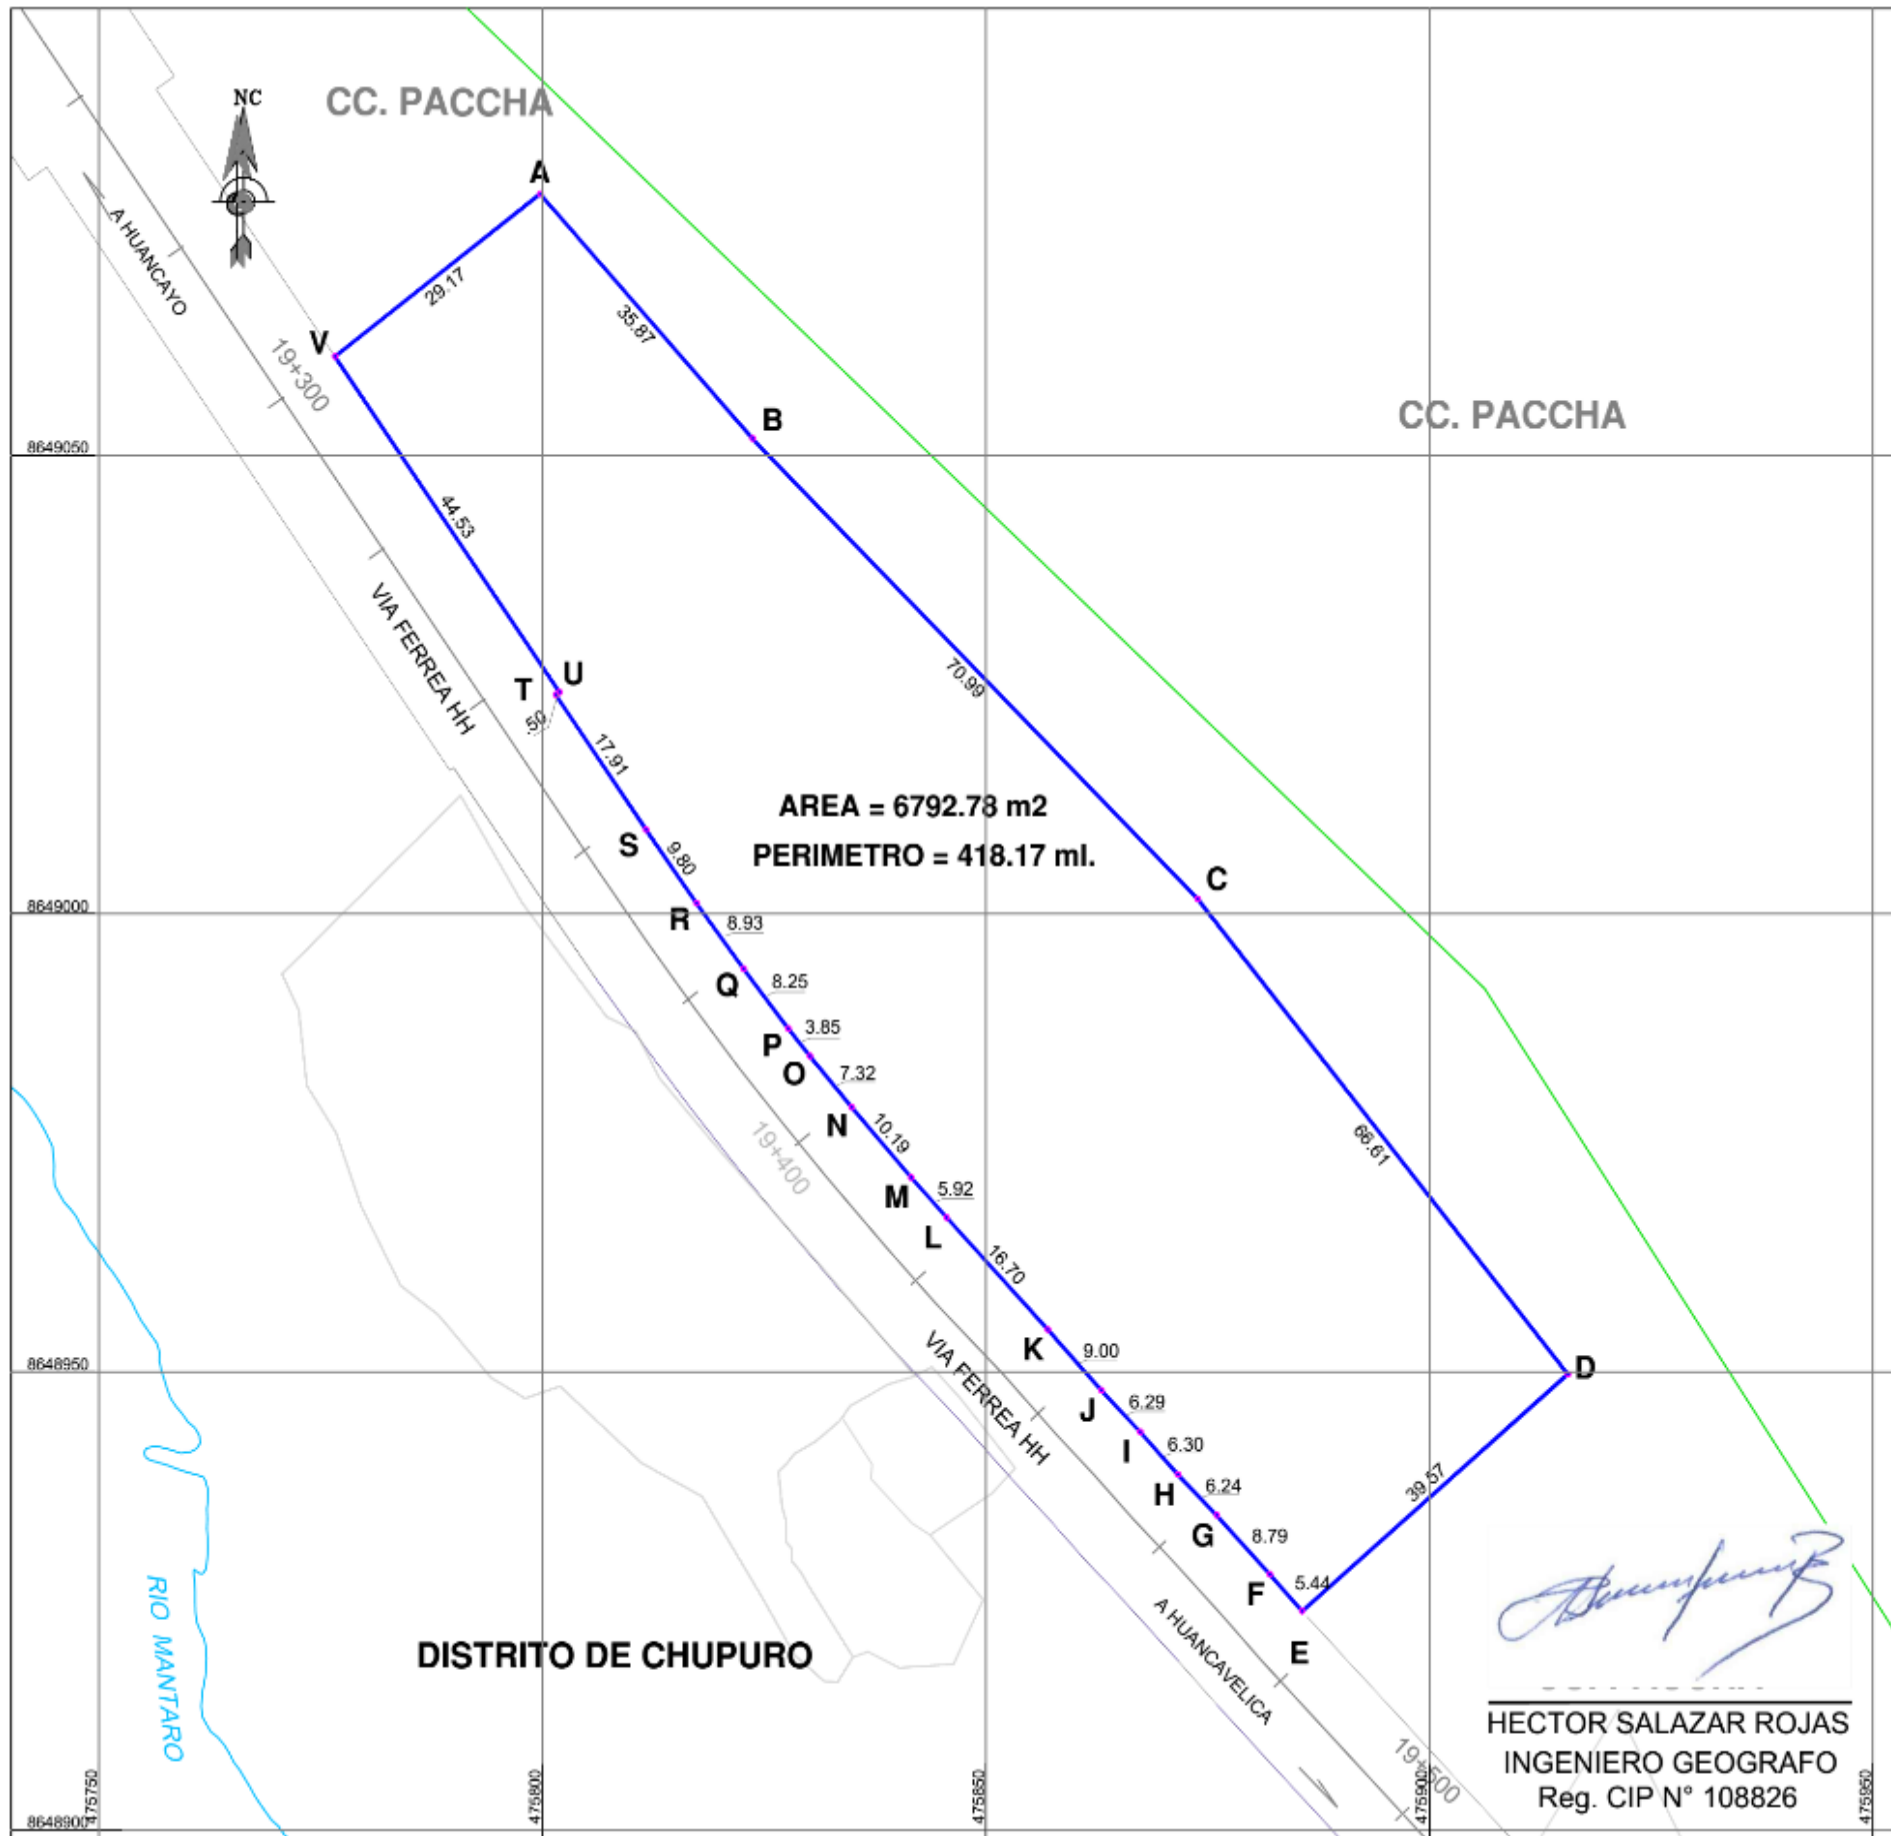 NC
CC. PACCHA
A
29.17
35.87
A HUANCAYO
V
19+300
B
CC. PACCHA
8649050
44.53
VIA FERREA HH
70.99
T
U
.50
17.91
AREA = 6792.78 m2
PERIMETRO = 418.17 ml.
S
9.80
C
8649000
R
8.93
Q
8.25
P
3.85
O
7.32
N
10.19
19+400
66.61
M
5.92
L
16.70
K
9.00
VIA FERREA HH
8648950
D
J
6.29
I
6.30
H
6.24
39.57
G
8.79
F
5.44
E
A HUANCAVELICA
RIO MANTARO
DISTRITO DE CHUPURO
HECTOR SALAZAR ROJAS
INGENIERO GEOGRAFO
Reg. CIP N° 108826
19+500
8648900
475750
475800
475850
475900
475950